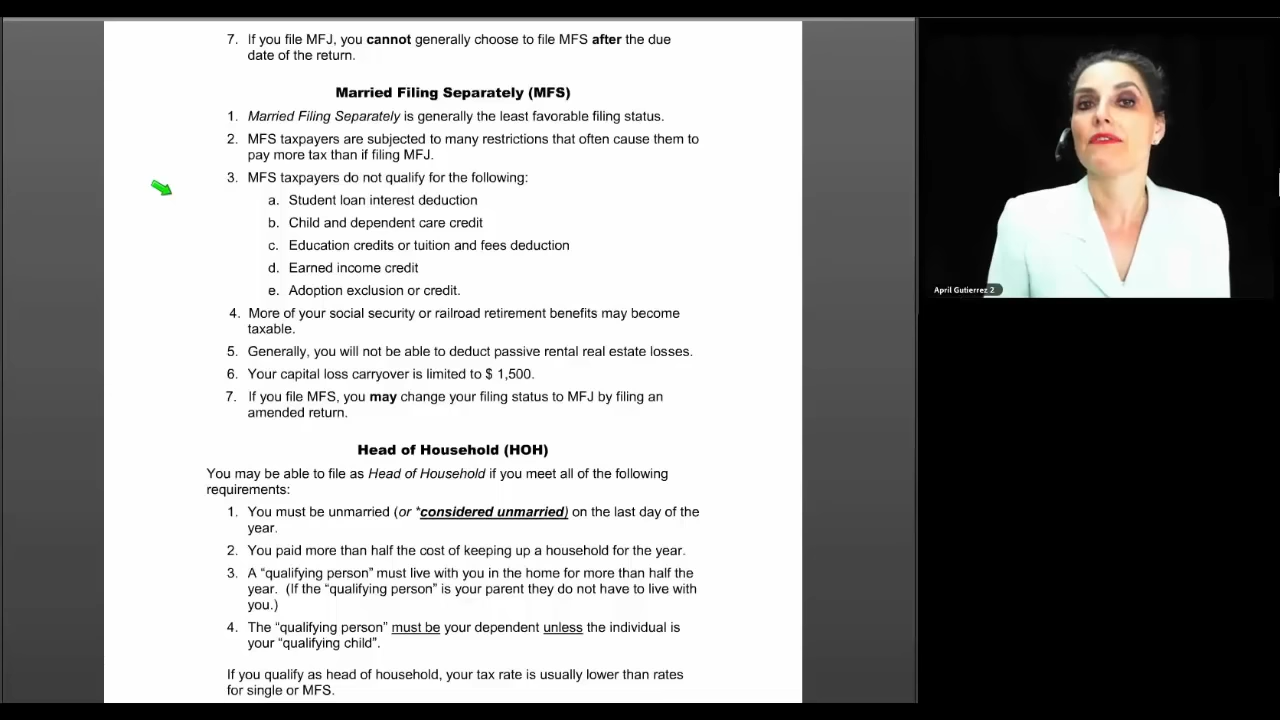 7. If you file MFJ, you cannot generally choose to file MFS after the due
date of the return.
Married Filing Separately (MFS)
1. Married Filing Separately is generally the least favorable filing status.
2. MFS taxpayers are subjected to many restrictions that often cause them to
pay more tax than if filing MFJ.
3. MFS taxpayers do not qualify for the following:
a. Student loan interest deduction
b. Child and dependent care credit
c. Education credits or tuition and fees deduction
d. Earned income credit
e. Adoption exclusion or credit.
4. More of your social security or railroad retirement benefits may become
taxable.
5. Generally, you will not be able to deduct passive rental real estate losses.
6. Your capital loss carryover is limited to $ 1,500.
7. If you file MFS, you may change your filing status to MFJ by filing an
amended return.
Head of Household (HOH)
You may be able to file as Head of Household if you meet all of the following
requirements:
1. You must be unmarried (or *considered unmarried) on the last day of the
year.
2. You paid more than half the cost of keeping up a household for the year.
3. A “qualifying person” must live with you in the home for more than half the
year. (If the “qualifying person” is your parent they do not have to live with
you.)
4. The “qualifying person” must be your dependent unless the individual is
your “qualifying child”.
If you qualify as head of household, your tax rate is usually lower than rates
for single or MFS.
April Gutierrez 2